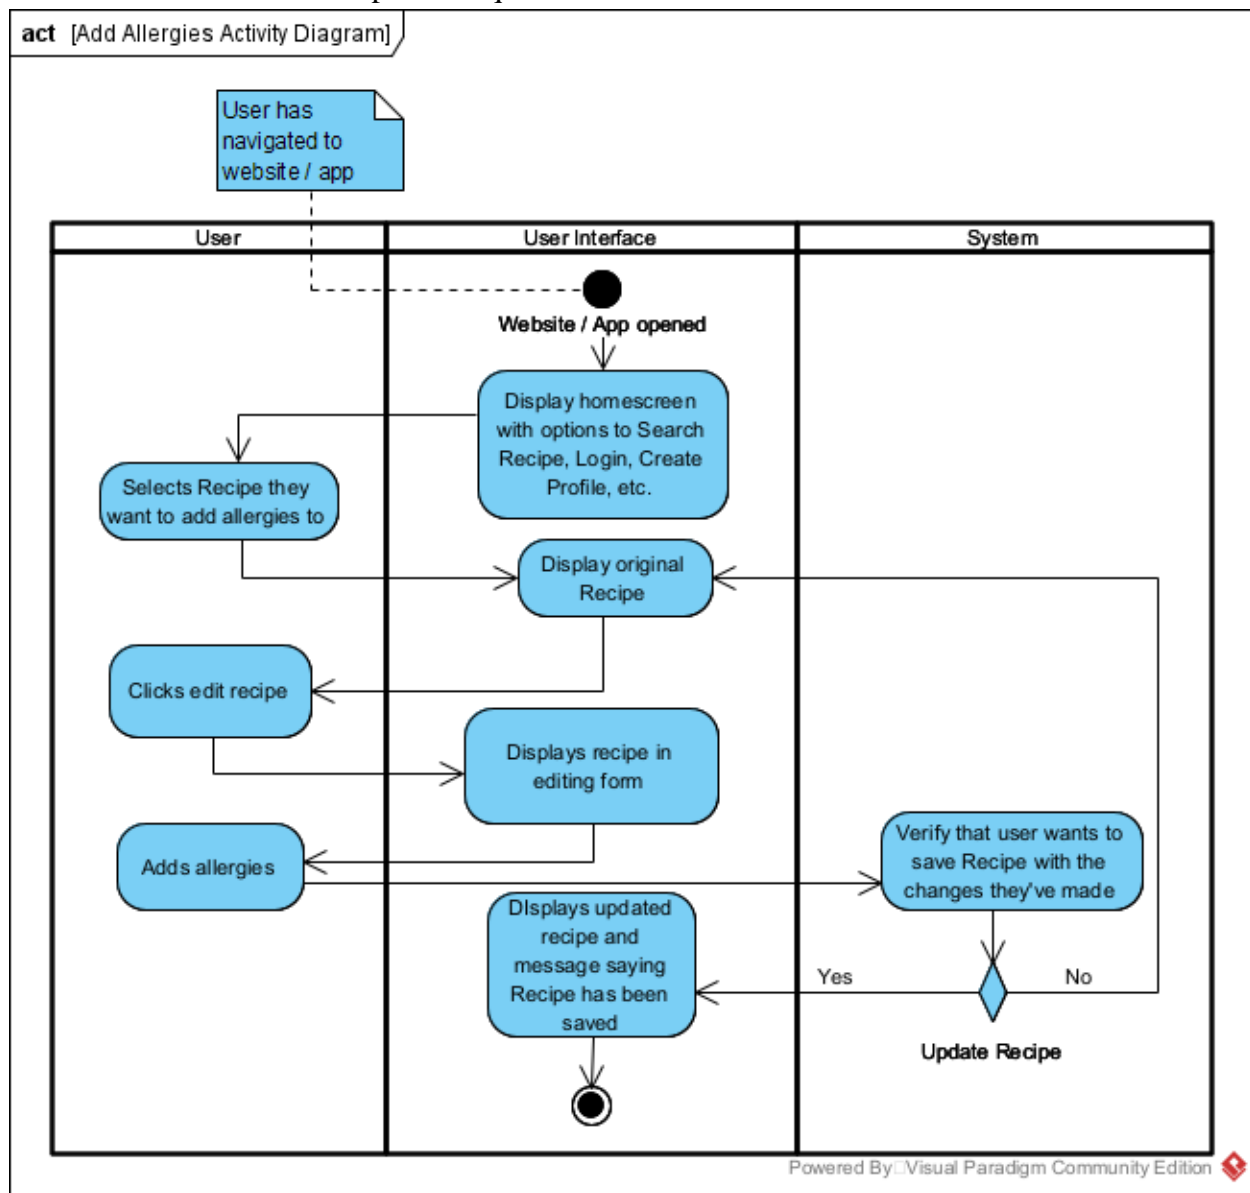 act [Add Allergies Activity Diagram]
User has
navigated to
website / app
User
User Interface
System
Website / App opened
Display homescreen
with options to Search
Recipe, Login, Create
Profile, etc.
Selects Recipe they
want to add allergies to
Display original
Recipe
Clicks edit recipe
Displays recipe in
editing form
Adds allergies
Verify that user wants to
save Recipe with the
changes they've made
DIsplays updated
recipe and
message saying
Recipe has been
saved
Yes
No
Update Recipe
Powered By Visual Paradigm Community Edition